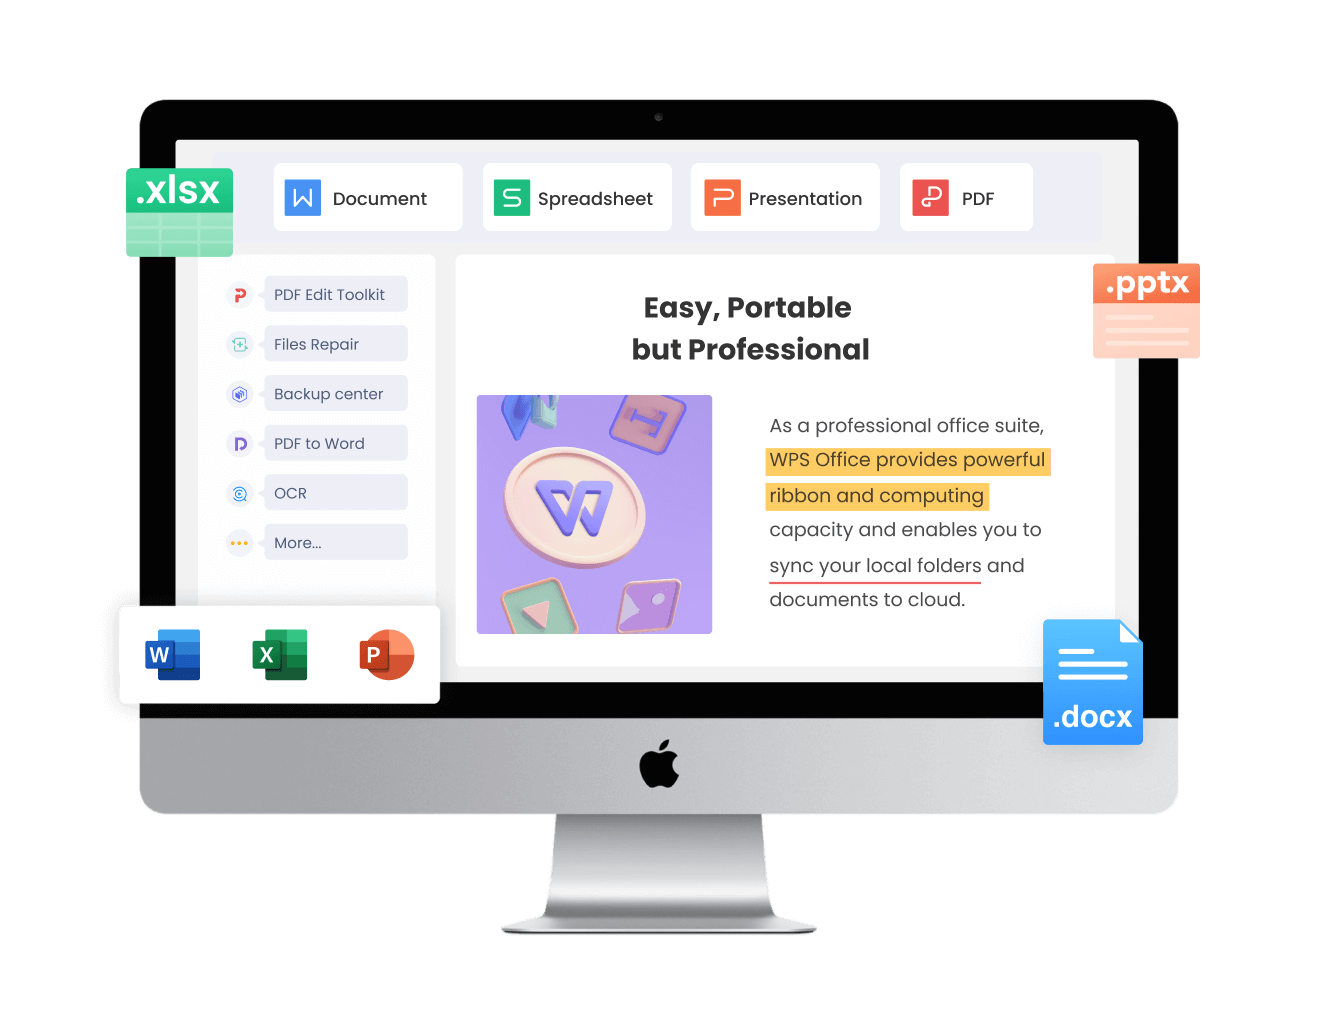 .xlsx
Document
Spreadsheet
Presentation
PDF
.pptx
PDF Edit Toolkit
Files Repair
Backup center
PDF to Word
OCR
More...
Easy, Portable
but Professional
As a professional office suite,
WPS Office provides powerful
ribbon and computing
capacity and enables you to
sync your local folders and
documents to cloud.
W
X
P
.docx